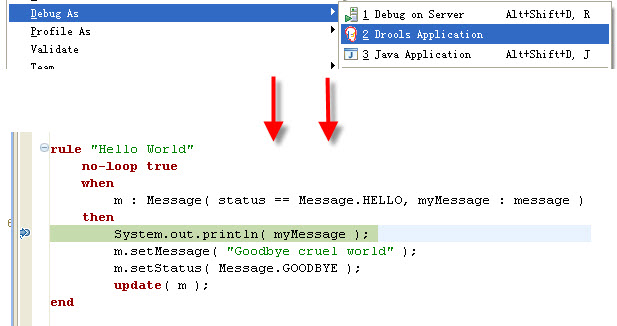 Debug As
1 Debug on Server Alt+Shift+D, R
Profile As
2 Drools Application
Validate
3 Java Application Alt+Shift+D, J
Team
rule "Hello World"
no-loop true
when
m : Message( status == Message.HELLO, myMessage : message )
then
System.out.println( myMessage );
m.setMessage( "Goodbye cruel world" );
m.setStatus( Message.GOODBYE );
update( m );
end